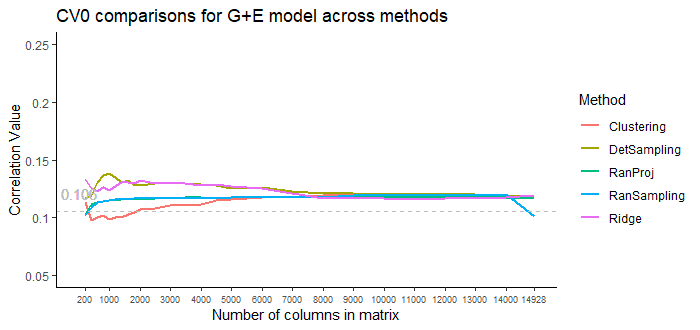 CV0 comparisons for G+E model across methods
0.25
0.2
0.15
0.1
0.05
Correlation Value
200 1000 2000 3000 4000 5000 6000 7000 8000 9000 10000 11000 12000 13000 14000 14928
Number of columns in matrix
Method
Clustering
DetSampling
RanProj
RanSampling
Ridge